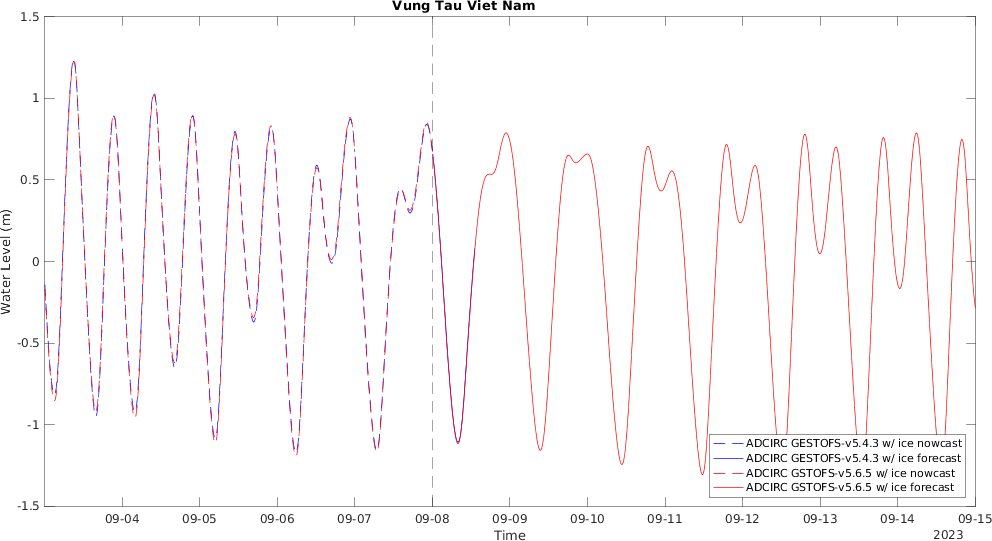 Vung Tau Viet Nam
1.5
1
0.5
0
-0.5
-1
-1.5
Water Level (m)
ADCIRC GESTOFS-v5.4.3 w/ ice nowcast
ADCIRC GESTOFS-v5.4.3 w/ ice forecast
ADCIRC GSTOFS-v5.6.5 w/ ice nowcast
ADCIRC GSTOFS-v5.6.5 w/ ice forecast
09-04 09-05 09-06 09-07 09-08 09-09 09-10 09-11 09-12 09-13 09-14 09-15
Time
2023